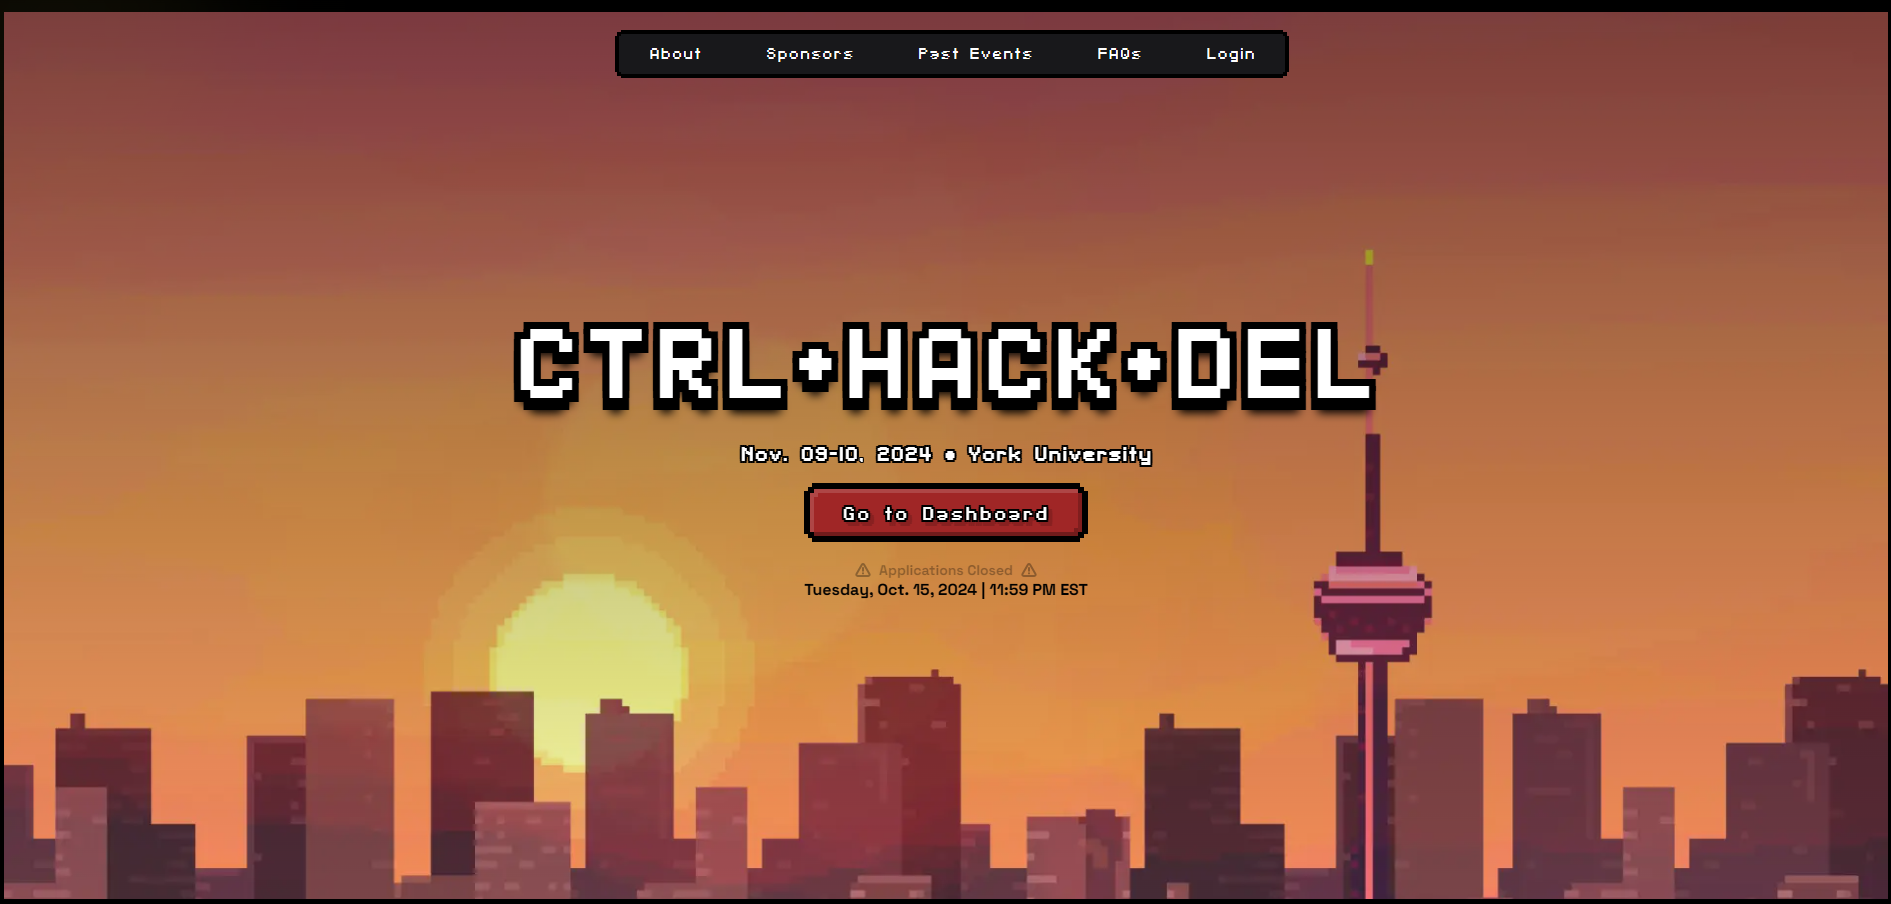 About Sponsors Past Events FAQs Login
CTRL+HACK+DEL
Nov. 09-10, 2024 • York University
Go to Dashboard
⚠ Applications Closed ⚠
Tuesday, Oct. 15, 2024 | 11:59 PM EST